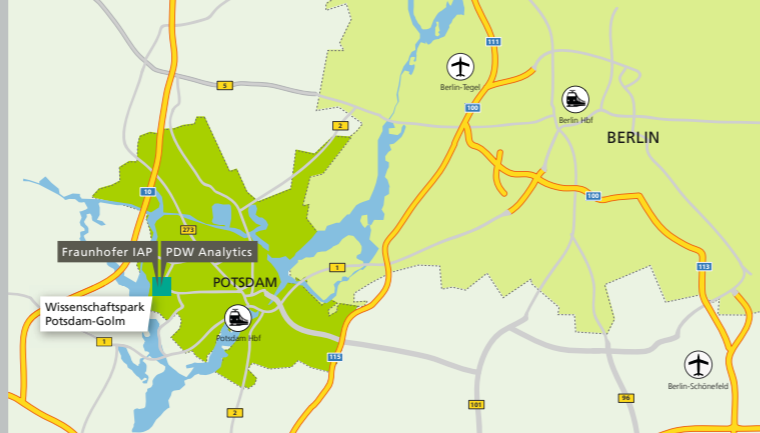 111
Berlin-Tegel
5
100
Berlin Hbf
2
BERLIN
10
100
273
Fraunhofer IAP
PDW Analytics
1
113
POTSDAM
Wissenschaftspark
Potsdam-Golm
Potsdam Hbf
1
115
Berlin-Schönefeld
2
101
96